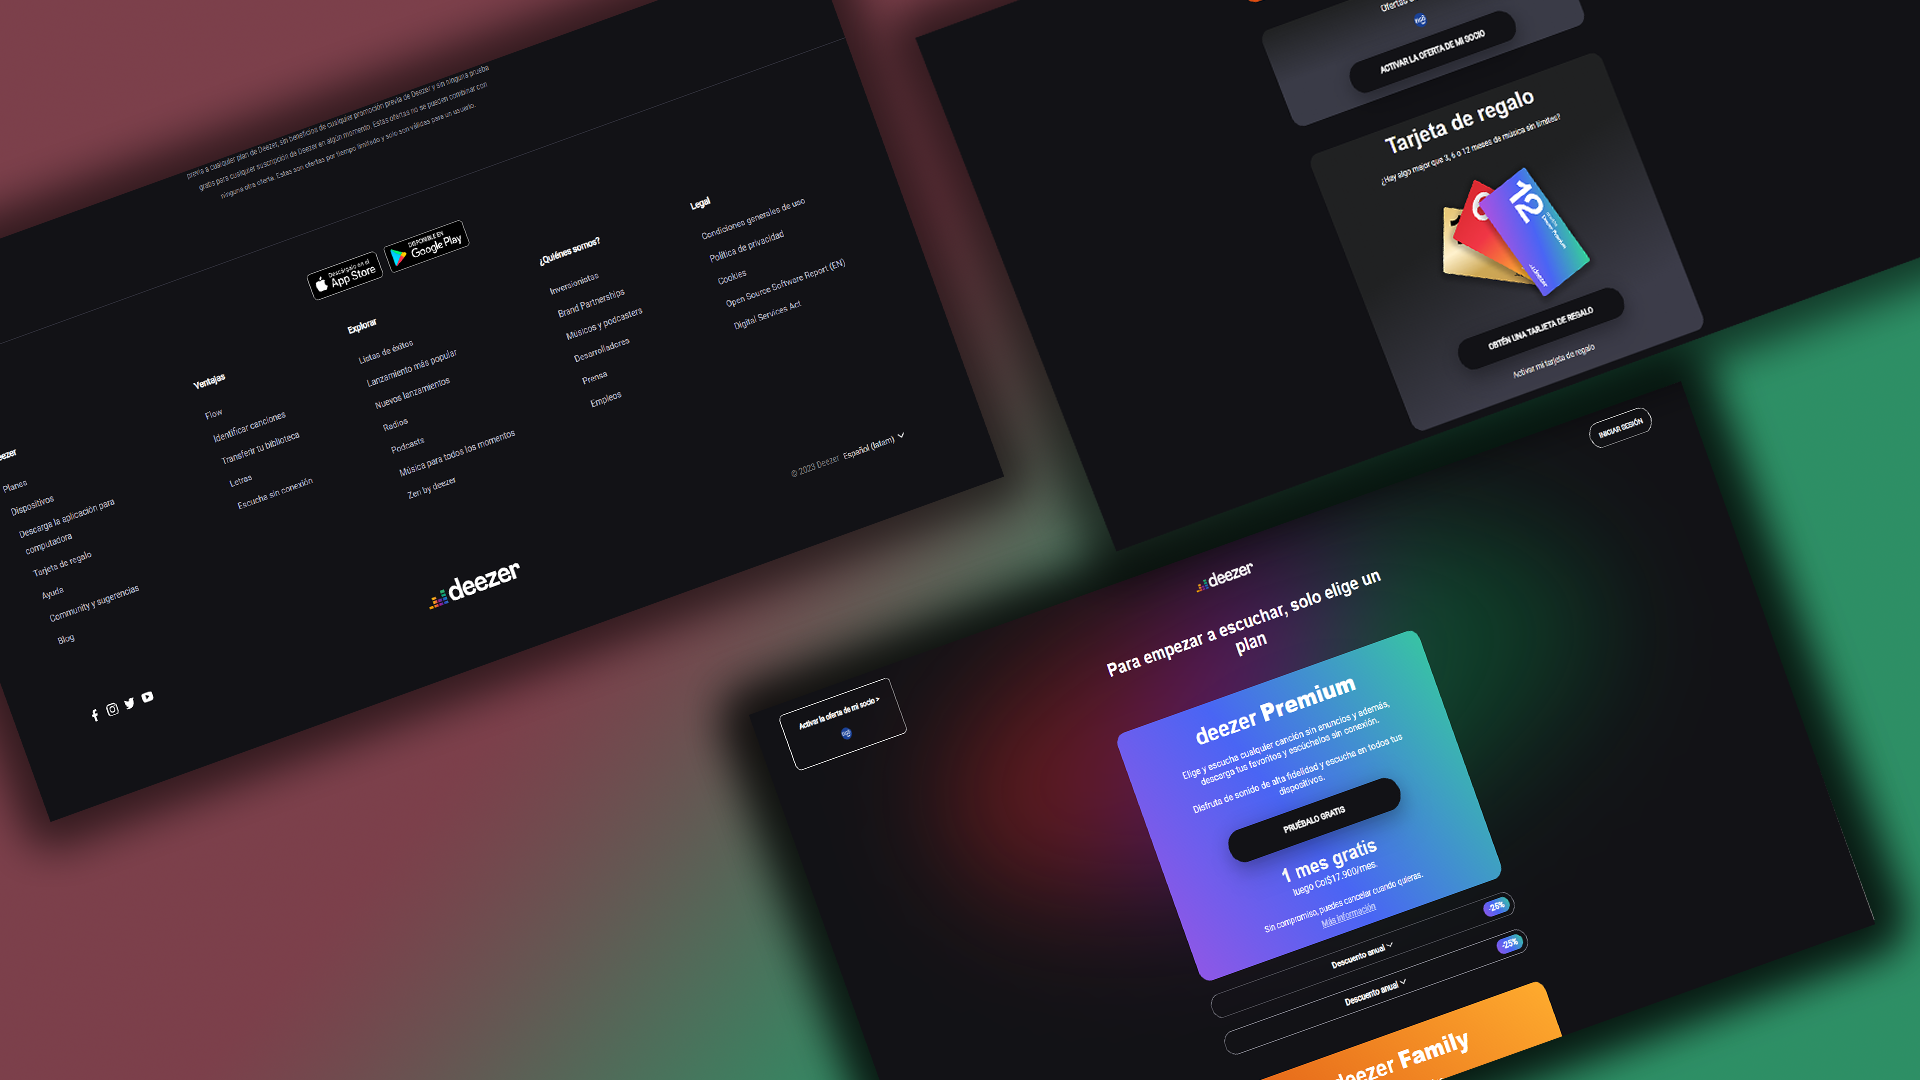 previa a cualquier plan de Deezer, sin beneficios de cualquier promoción previa de Deezer y sin ninguna prueba
gratis para cualquier suscripción de Deezer en algún momento. Estas ofertas no se pueden combinar con
ninguna otra oferta. Estas son ofertas por tiempo limitado y solo son válidas para un usuario.
Descárgalo en el
App Store
DISPONIBLE EN
Google Play
Planes
Dispositivos
Descarga la aplicación para
computadora
Tarjeta de regalo
Ayuda
Community y sugerencias
Blog
Ventajas
Flow
Identificar canciones
Transferir tu biblioteca
Letras
Escucha sin conexión
Explorar
Listas de éxitos
Lanzamiento más popular
Nuevos lanzamientos
Radios
Podcasts
Música para todos los momentos
Zen by deezer
¿Quiénes somos?
Inversionistas
Brand Partnerships
Músicos y podcasters
Desarrolladores
Prensa
Empleos
Legal
Condiciones generales de uso
Política de privacidad
Cookies
Open Source Software Report (EN)
Digital Services Act
© 2023 Deezer
Español (latam)
deezer
Ofertas
tigo
ACTIVAR LA OFERTA DE MI SOCIO
Tarjeta de regalo
¿Hay algo mejor que 3, 6 o 12 meses de música sin límites?
6
12
Deezer Premium
deezer
OBTÉN UNA TARJETA DE REGALO
Activar mi tarjeta de regalo
INICIAR SESIÓN
deezer
Activar la oferta de mi socio >
tigo
Para empezar a escuchar, solo elige un
plan
deezer Premium
Elige y escucha cualquier canción sin anuncios y además,
descarga tus favoritos y escúchalos sin conexión.
Disfruta de sonido de alta fidelidad y escucha en todos tus
dispositivos.
PRUÉBALO GRATIS
1 mes gratis
luego Col$17.900/mes.
Sin compromiso, puedes cancelar cuando quieras.
Más información
Descuento anual
-25%
Descuento anual
-25%
deezer Family